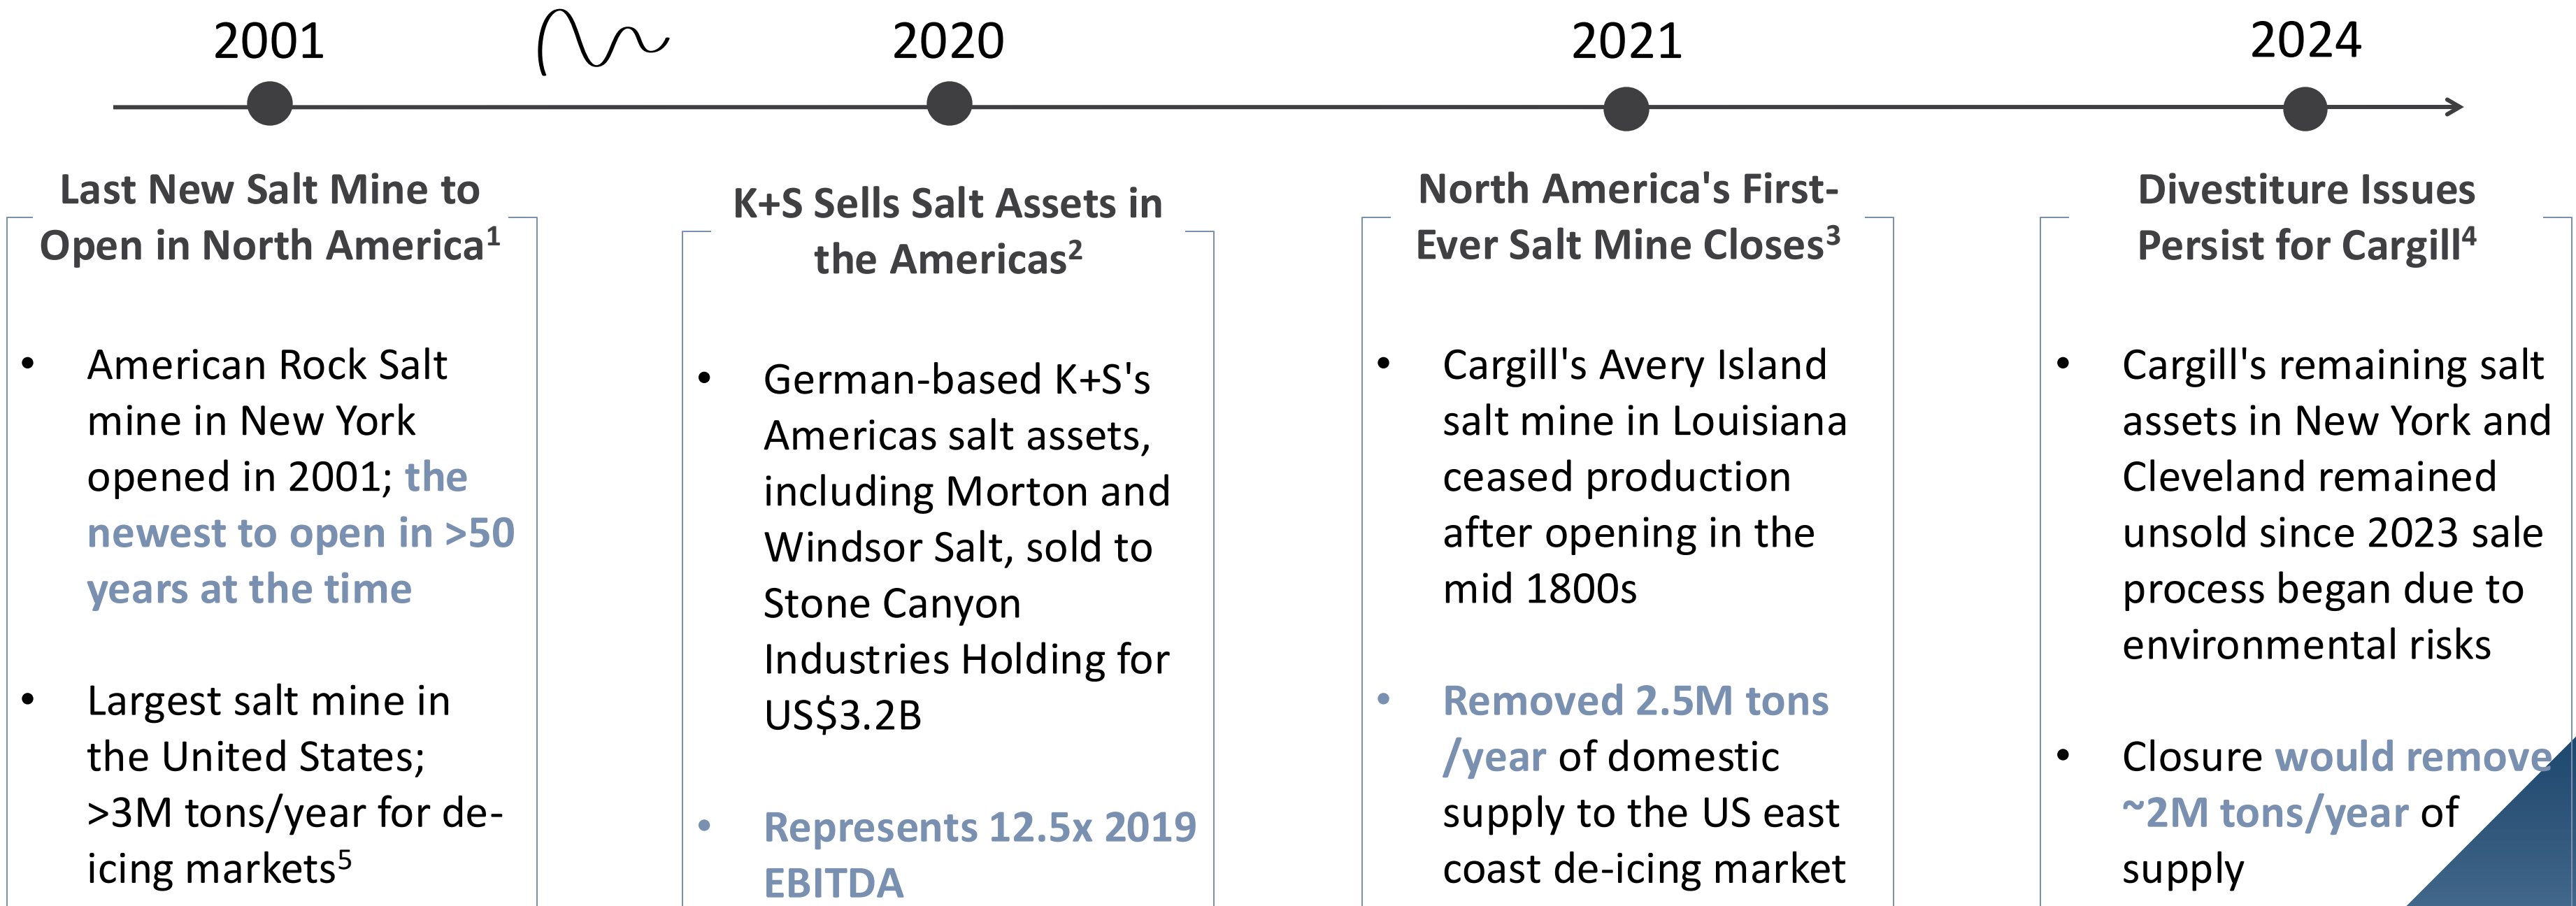 2001
2020
2021
2024
Last New Salt Mine to
Open in North America¹
• American Rock Salt
mine in New York
opened in 2001; the
newest to open in >50
years at the time
• Largest salt mine in
the United States;
>3M tons/year for de-
icing markets⁵
K+S Sells Salt Assets in
the Americas²
• German-based K+S's
Americas salt assets,
including Morton and
Windsor Salt, sold to
Stone Canyon
Industries Holding for
US$3.2B
• Represents 12.5x 2019
EBITDA
North America's First-
Ever Salt Mine Closes³
• Cargill's Avery Island
salt mine in Louisiana
ceased production
after opening in the
mid 1800s
• Removed 2.5M tons
/year of domestic
supply to the US east
coast de-icing market
Divestiture Issues
Persist for Cargill⁴
• Cargill's remaining salt
assets in New York and
Cleveland remained
unsold since 2023 sale
process began due to
environmental risks
• Closure would remove
~2M tons/year of
supply